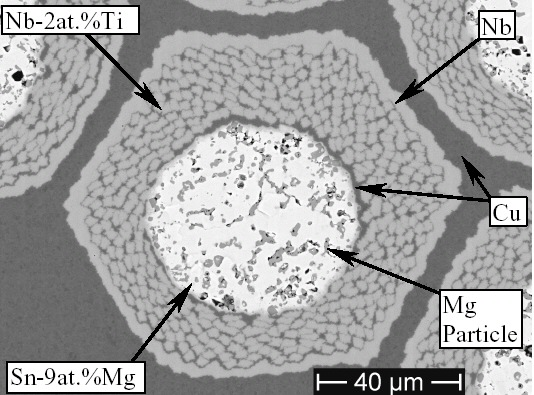 Nb-2at.%Ti
Nb
Cu
Mg
Particle
Sn-9at.%Mg
40 µm